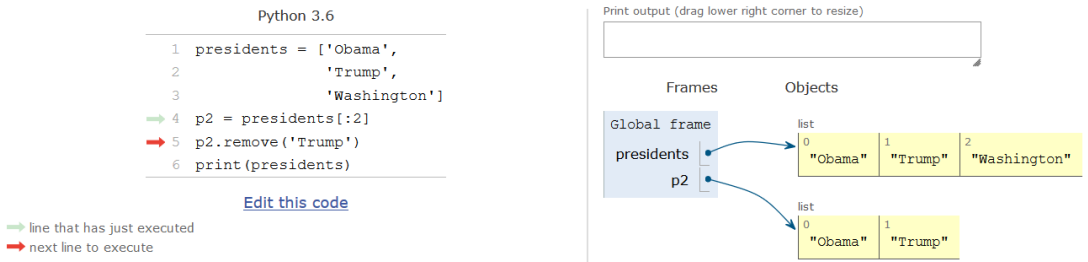 Python 3.6
1 presidents = ['Obama',
2 'Trump',
3 'Washington']
4 p2 = presidents[:2]
5 p2.remove('Trump')
6 print(presidents)
Edit this code
line that has just executed
next line to execute
Print output (drag lower right corner to resize)
Frames Objects
Global frame
presidents
p2
list
0 1 2
"Obama" "Trump" "Washington"
list
0 1
"Obama" "Trump"